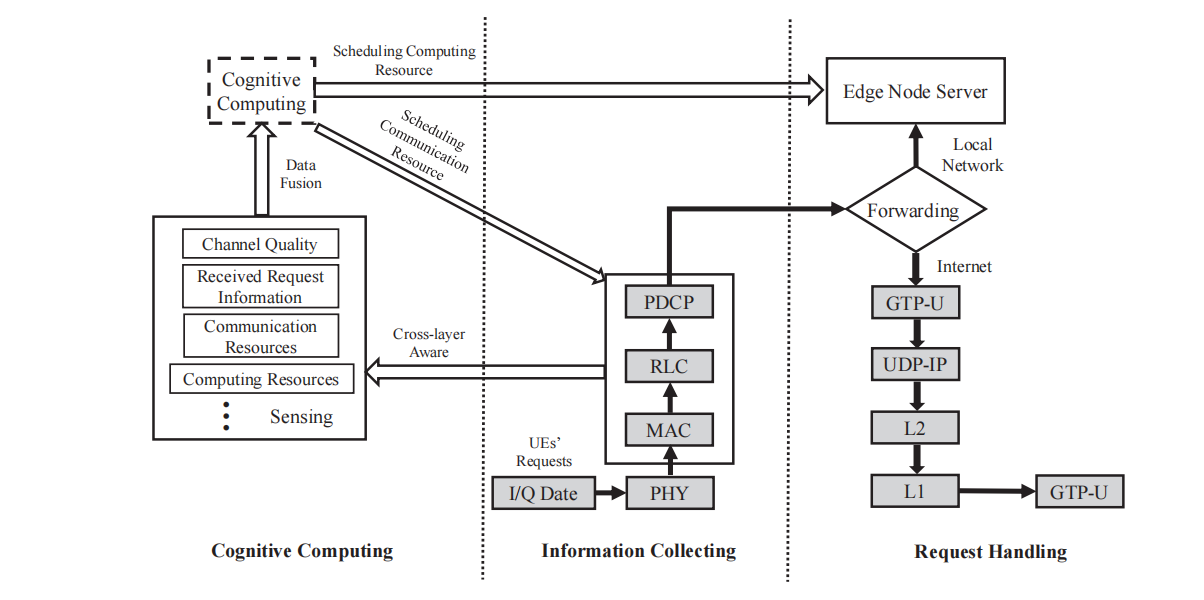 Scheduling Computing
Resource
Cognitive
Computing
Edge Node Server
Scheduling
Communication
Resource
Data
Fusion
Local
Network
Forwarding
Channel Quality
Received Request
Information
Communication
Resources
Computing Resources
Sensing
Cross-layer
Aware
PDCP
RLC
MAC
UEs’
Requests
I/Q Date
PHY
Internet
GTP-U
UDP-IP
L2
L1
GTP-U
Cognitive Computing
Information Collecting
Request Handling